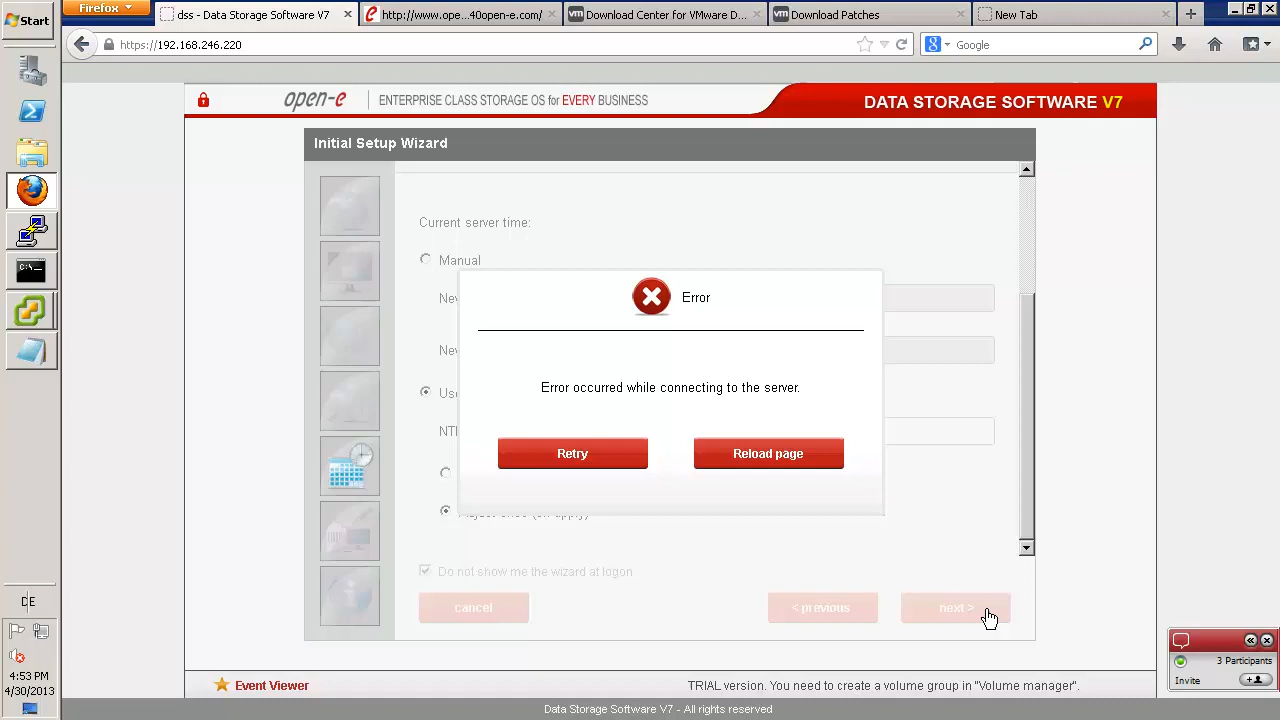 Start
Firefox
dss - Data Storage Software V7
http://www.ope...40open-e.com/
Download Center for VMware D...
Download Patches
New Tab
https://192.168.246.220
Google
open-e
ENTERPRISE CLASS STORAGE OS for EVERY BUSINESS
DATA STORAGE SOFTWARE V7
Initial Setup Wizard
Current server time:
Manual
Error
Error occurred while connecting to the server.
Retry
Reload page
Do not show me the wizard at logon
cancel
< previous
next >
Event Viewer
TRIAL version. You need to create a volume group in "Volume manager".
Data Storage Software V7 - All rights reserved
DE
4:53 PM
4/30/2013
3 Participants
Invite